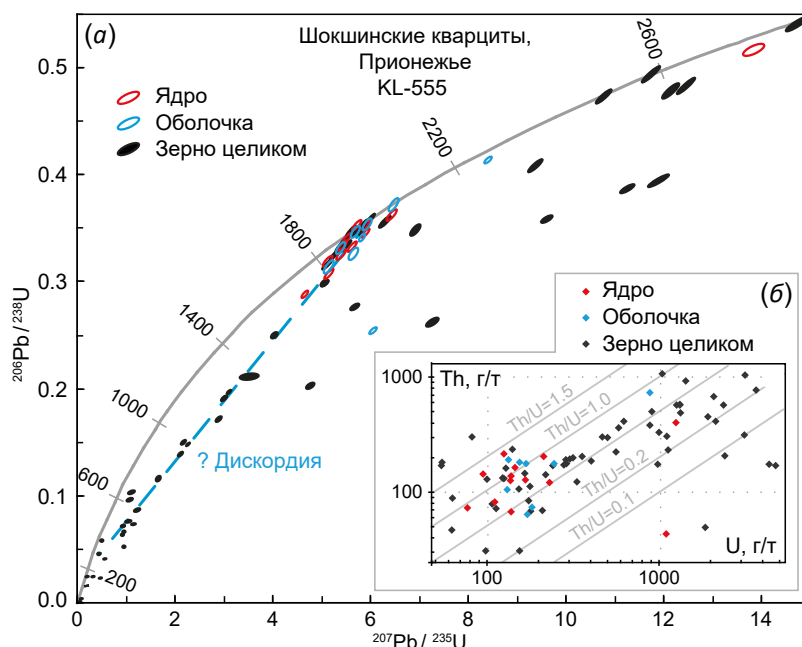 (а)
Шокшинские кварциты,
Прионежье
KL-555
Ядро
Оболочка
Зерно целиком
206Pb / 238U
0.5
0.4
0.3
0.2
0.1
0.0
200
600
1000
1400
1800
2200
2600
? Дискордия
0
2
4
6
8
10
12
14
207Pb / 235U
(б)
Ядро
Оболочка
Зерно целиком
Th, г/т
1000
100
Th/U=1.5
Th/U=1.0
Th/U=0.2
Th/U=0.1
U, г/т
100
1000